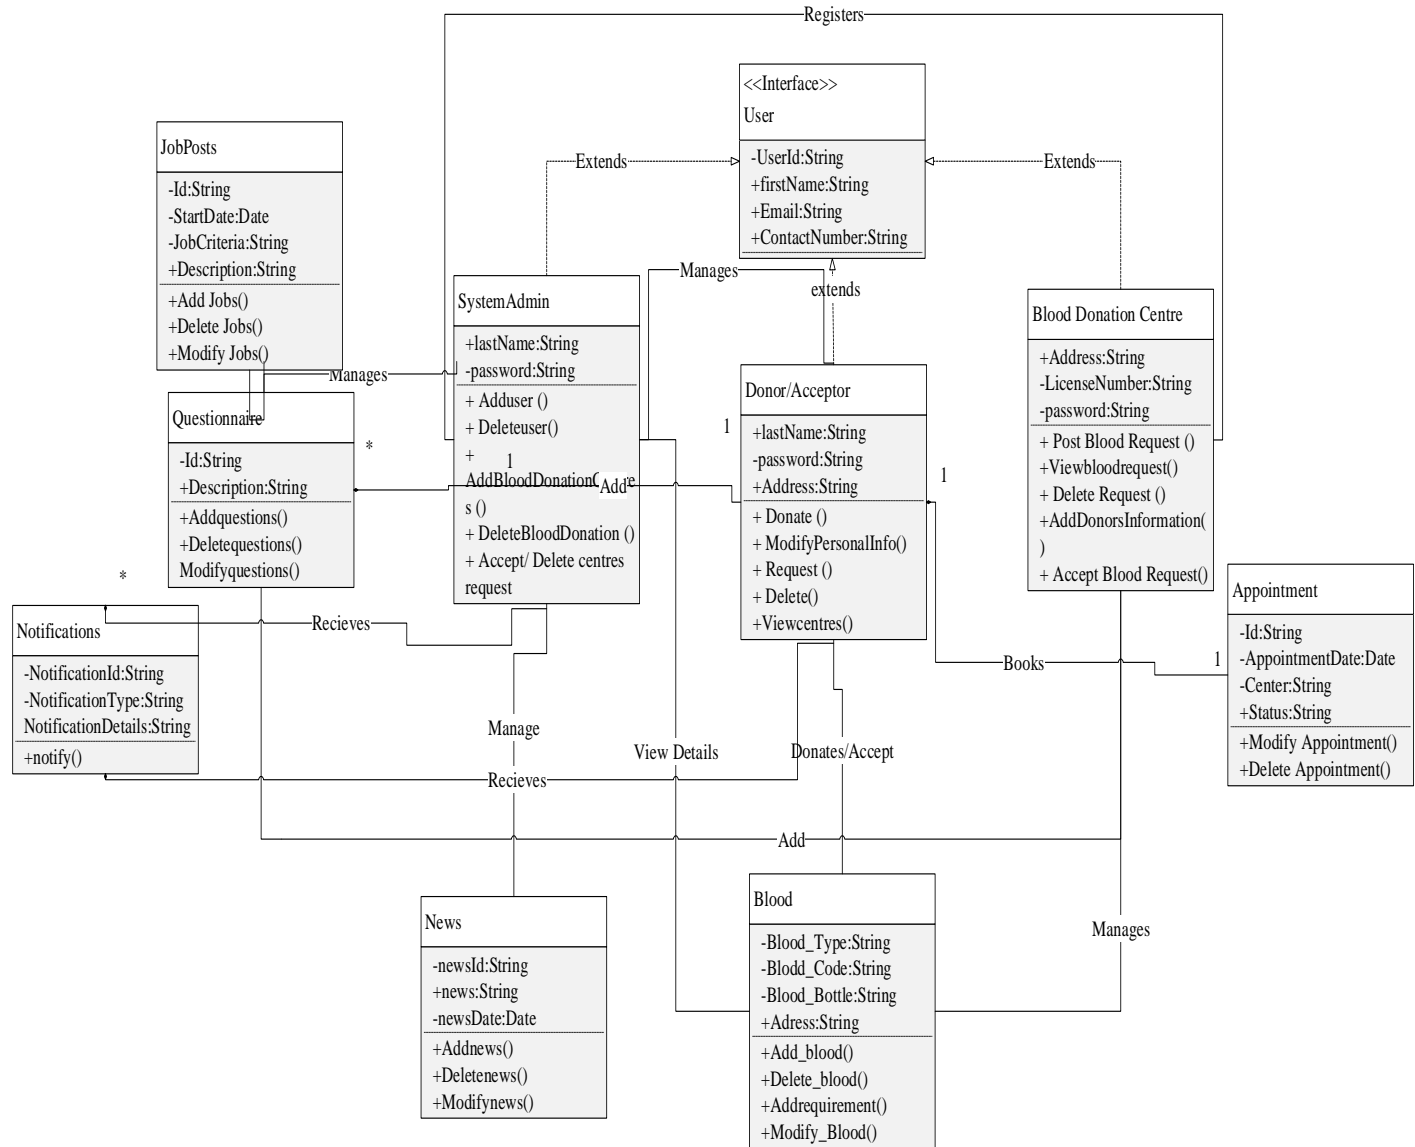 Registers
<<Interface>>
User
-UserId:String
+firstName:String
+Email:String
+ContactNumber:String
JobPosts
-Id:String
-StartDate:Date
-JobCriteria:String
+Description:String
+Add Jobs()
+Delete Jobs()
+Modify Jobs()
Extends
Extends
Manages
extends
SystemAdmin
+lastName:String
-password:String
+ Adduser ()
+ Deleteuser()
+
AddBloodDonationC
es
s ()
+ DeleteBloodDonation ()
+ Accept/ Delete centres
request
Blood Donation Centre
+Address:String
-LicenseNumber:String
-password:String
+ Post Blood Request ()
+Viewbloodrequest()
+ Delete Request ()
+AddDonorsInformation(
)
+ Accept Blood Request()
Manages
Donor/Acceptor
+lastName:String
-password:String
+Address:String
+ Donate ()
+ ModifyPersonalInfo()
+ Request ()
+ Delete()
+Viewcentres()
Questionnaire
-Id:String
+Description:String
+Addquestions()
+Deletequestions()
Modifyquestions()
*
1
Add
1
1
*
Notifications
-NotificationId:String
-NotificationType:String
NotificationDetails:String
+notify()
Recieves
Books
1
Appointment
-Id:String
-AppointmentDate:Date
-Center:String
+Status:String
+Modify Appointment()
+Delete Appointment()
Manage
View Details
Donates/Accept
Recieves
Add
Manages
News
-newsId:String
+news:String
-newsDate:Date
+Addnews()
+Deletenews()
+Modifynews()
Blood
-Blood_Type:String
-Blodd_Code:String
-Blood_Bottle:String
+Adress:String
+Add_blood()
+Delete_blood()
+Addrequirement()
+Modify_Blood()